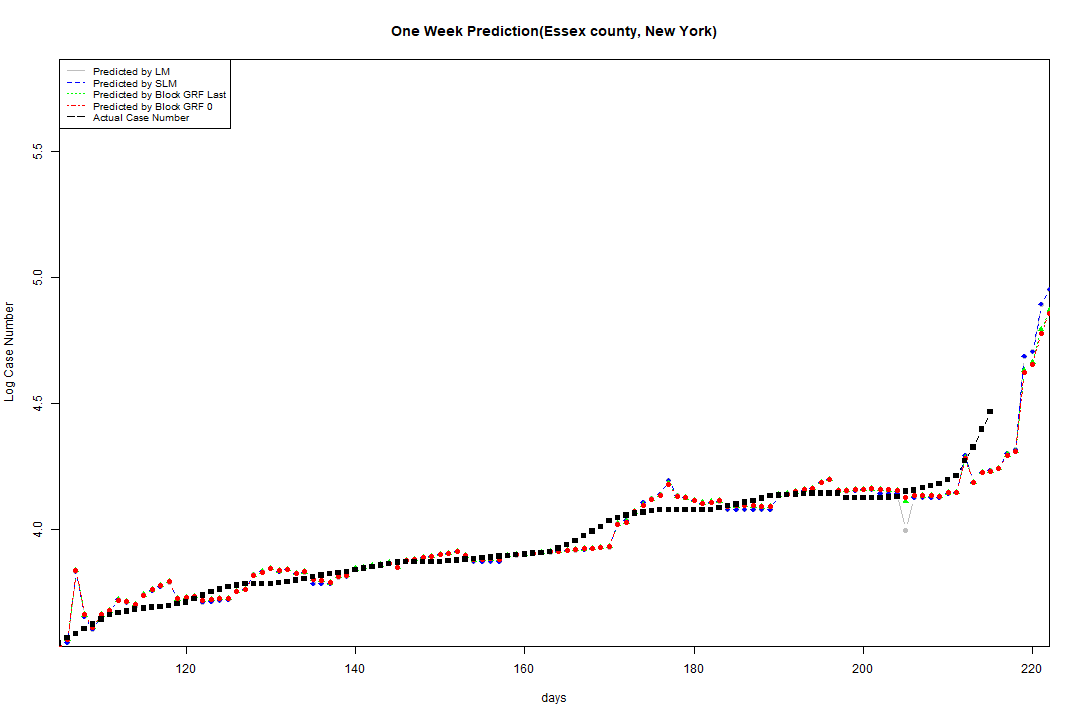 One Week Prediction(Essex county, New York)
Predicted by LM
Predicted by SLM
Predicted by Block GRF Last
Predicted by Block GRF 0
Actual Case Number
Log Case Number
5.5
5.0
4.5
4.0
120 140 160 180 200 220
days